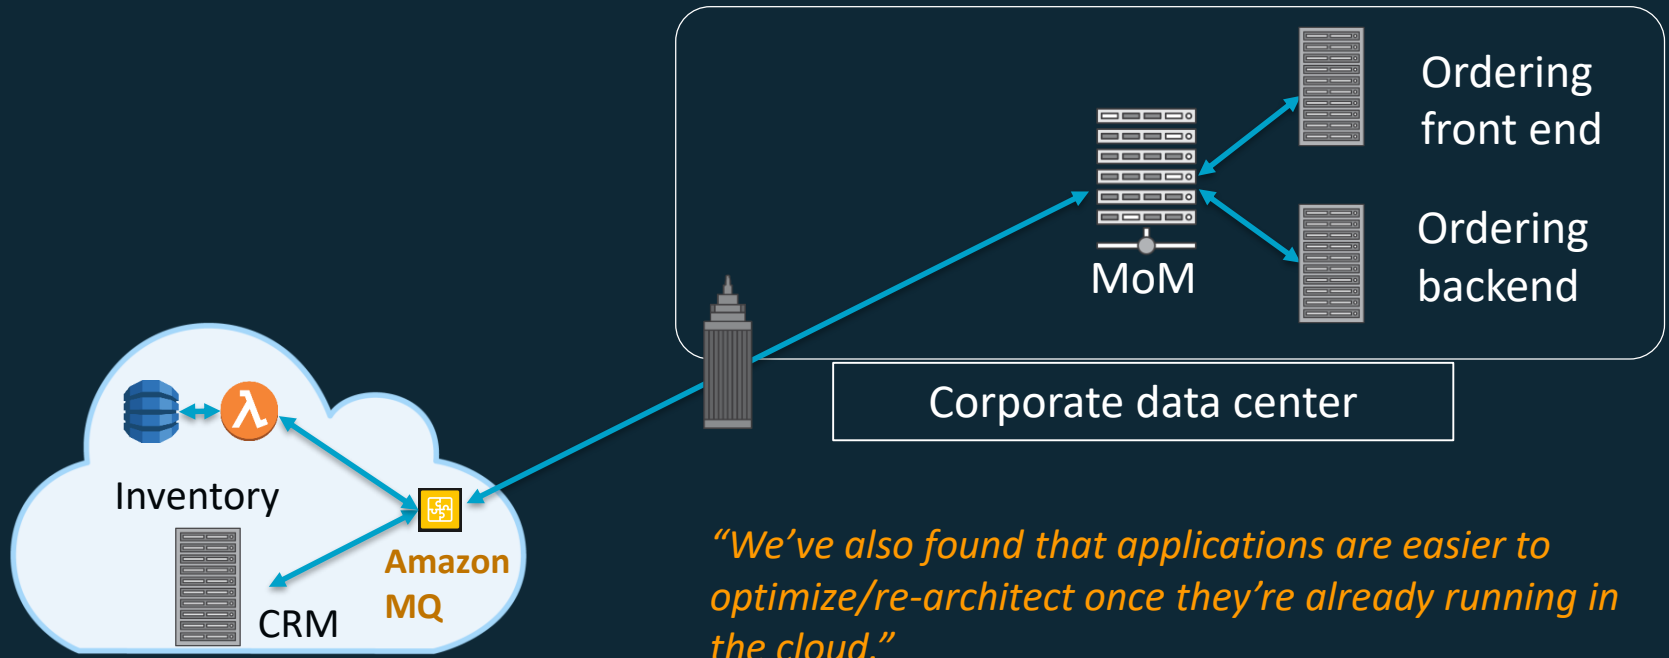 Ordering
front end
Ordering
backend
MoM
Corporate data center
Inventory
Amazon
MQ
CRM
“We’ve also found that applications are easier to
optimize/re-architect once they’re already running in
the cloud.”